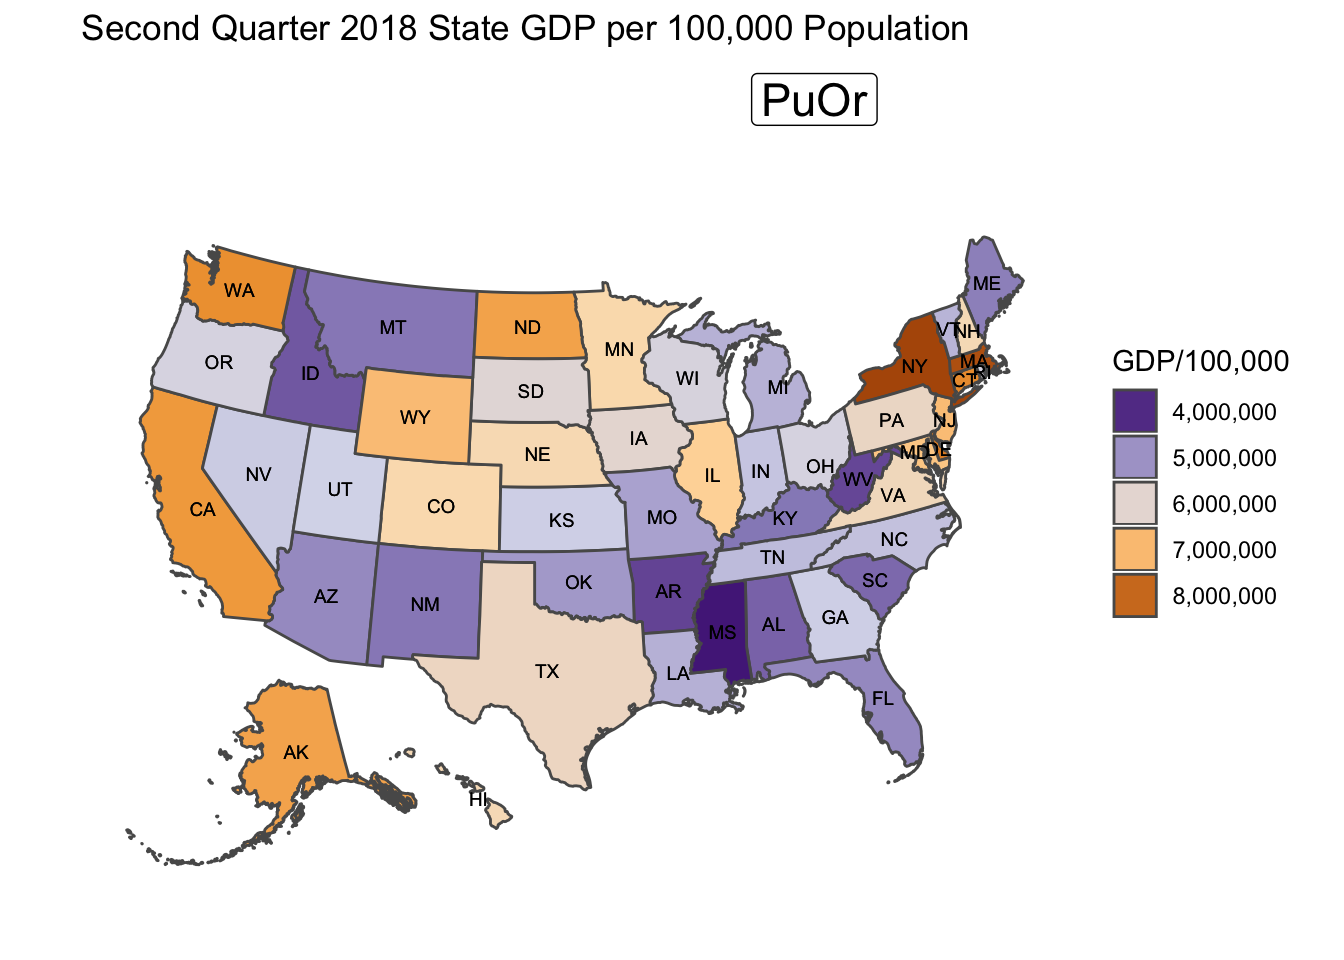 Second Quarter 2018 State GDP per 100,000 Population
PuOr
WA
MT
ND
MN
OR
ID
SD
WI
MI
NY
VT
NH
ME
MA
CT
RI
WY
IA
PA
NJ
NV
UT
CO
NE
IL
IN
OH
WV
MD
DE
VA
CA
KS
MO
KY
NC
TN
AZ
NM
OK
AR
SC
MS
AL
GA
TX
LA
FL
AK
HI
GDP/100,000
4,000,000
5,000,000
6,000,000
7,000,000
8,000,000